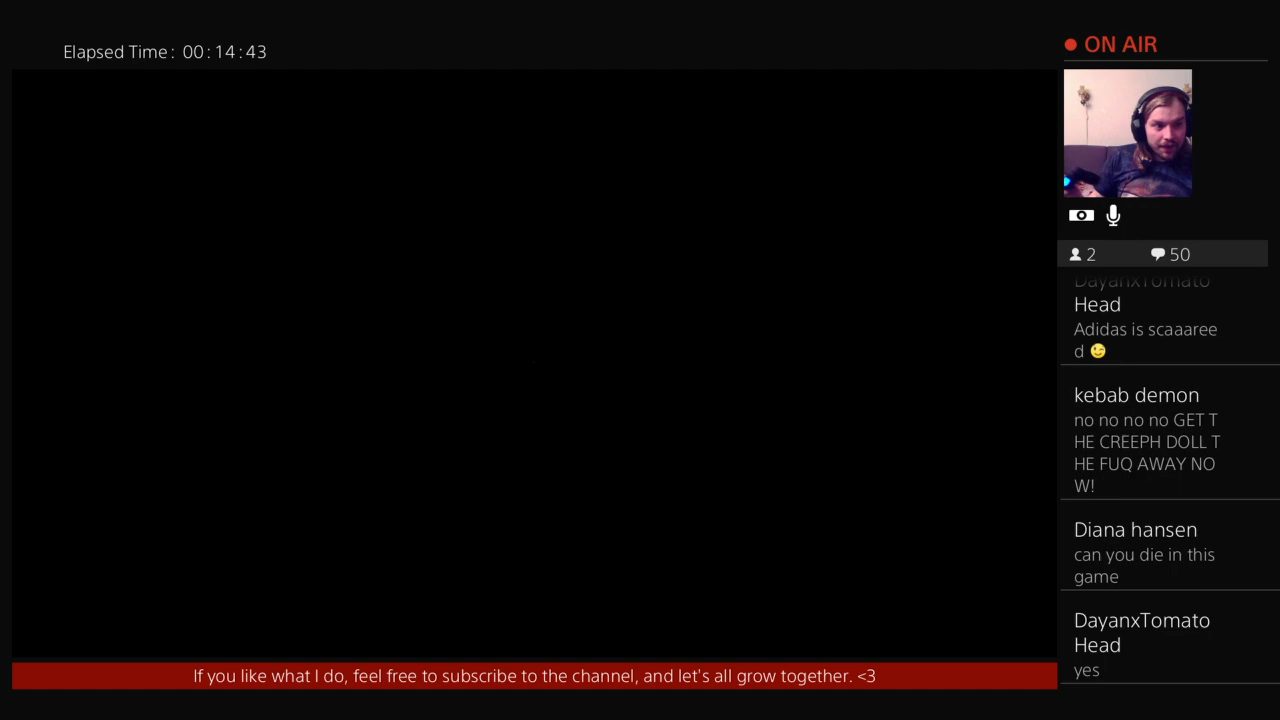 Elapsed Time: 00:14:43
ON AIR
2
50
DayanxTomato
Head
Adidas is scaaaree
d 😉
kebab demon
no no no no GET T
HE CREEPH DOLL T
HE FUQ AWAY NO
W!
Diana hansen
can you die in this
game
DayanxTomato
Head
yes
If you like what I do, feel free to subscribe to the channel, and let's all grow together. <3